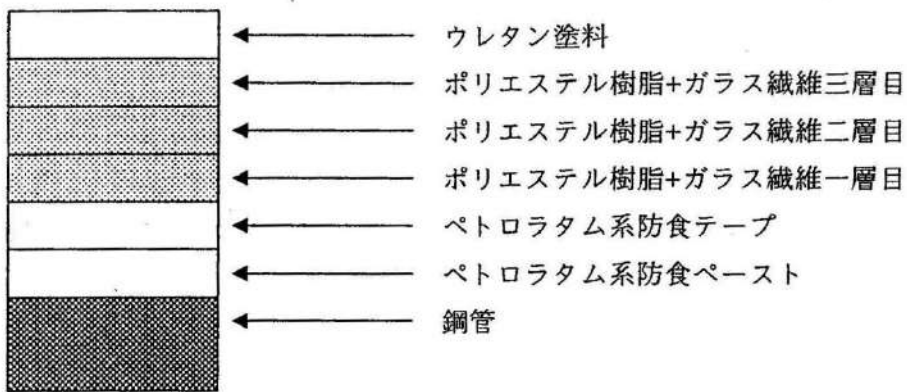 ウレタン塗料
ポリエステル樹脂+ガラス繊維三層目
ポリエステル樹脂+ガラス繊維二層目
ポリエステル樹脂+ガラス繊維一層目
ペトロラタム系防食テープ
ペトロラタム系防食ペースト
鋼管